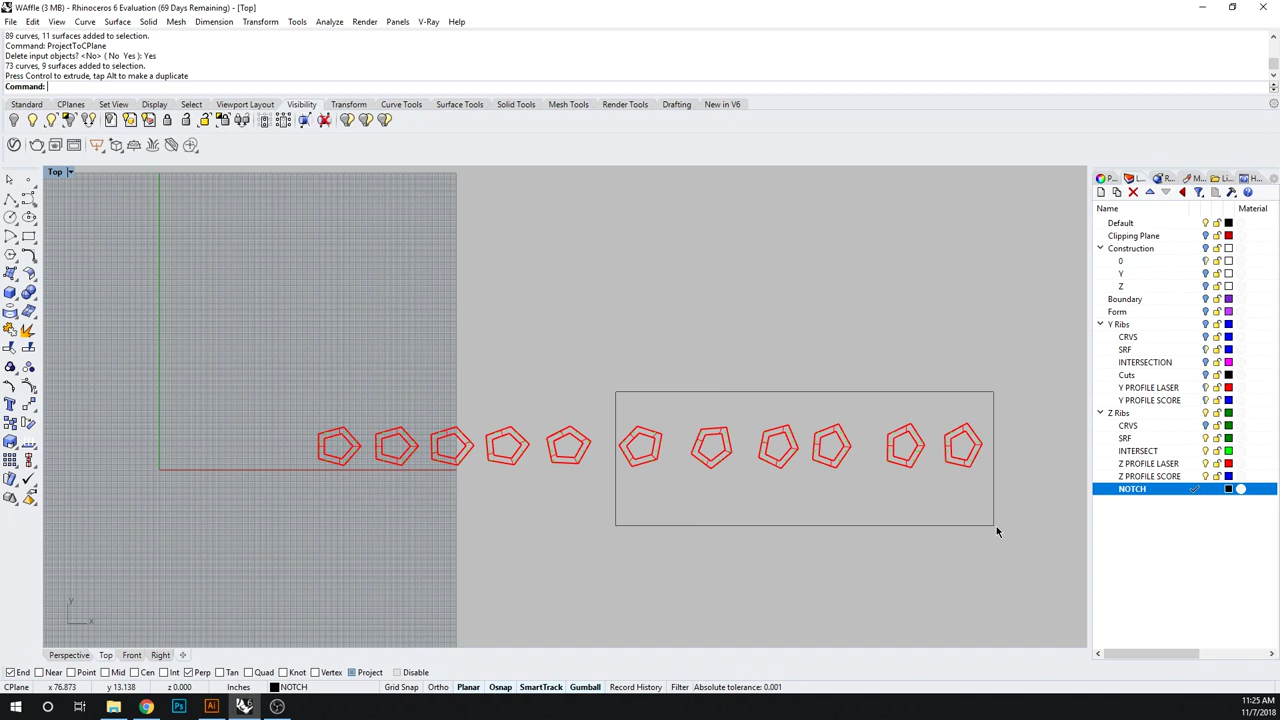 WAffle (3 MB) - Rhinoceros 6 Evaluation (69 Days Remaining) - [Top]
File Edit View Curve Surface Solid Mesh Dimension Transform Tools Analyze Render Panels V-Ray Help
89 curves, 11 surfaces added to selection.
Command: ProjectToCPlane
Delete input objects? <No> ( No Yes ): Yes
73 curves, 9 surfaces added to selection.
Press Control to extrude, tap Alt to make a duplicate
Command:
Standard CPlanes Set View Display Select Viewport Layout Visibility Transform Curve Tools Surface Tools Solid Tools Mesh Tools Render Tools Drafting New in V6
Top
P... L... R... M... Li... H...
Name Material
Default
Clipping Plane
Construction
0
Y
Z
Boundary
Form
Y Ribs
CRVS
SRF
INTERSECTION
Cuts
Y PROFILE LASER
Y PROFILE SCORE
Z Ribs
CRVS
SRF
INTERSECT
Z PROFILE LASER
Z PROFILE SCORE
NOTCH
y
x
Perspective Top Front Right
End Near Point Mid Cen Int Perp Tan Quad Knot Vertex Project Disable
CPlane x 76.873 y 13.138 z 0.000 Inches NOTCH Grid Snap Ortho Planar Osnap SmartTrack Gumball Record History Filter Absolute tolerance: 0.001
Ps Ai
11:25 AM
11/7/2018